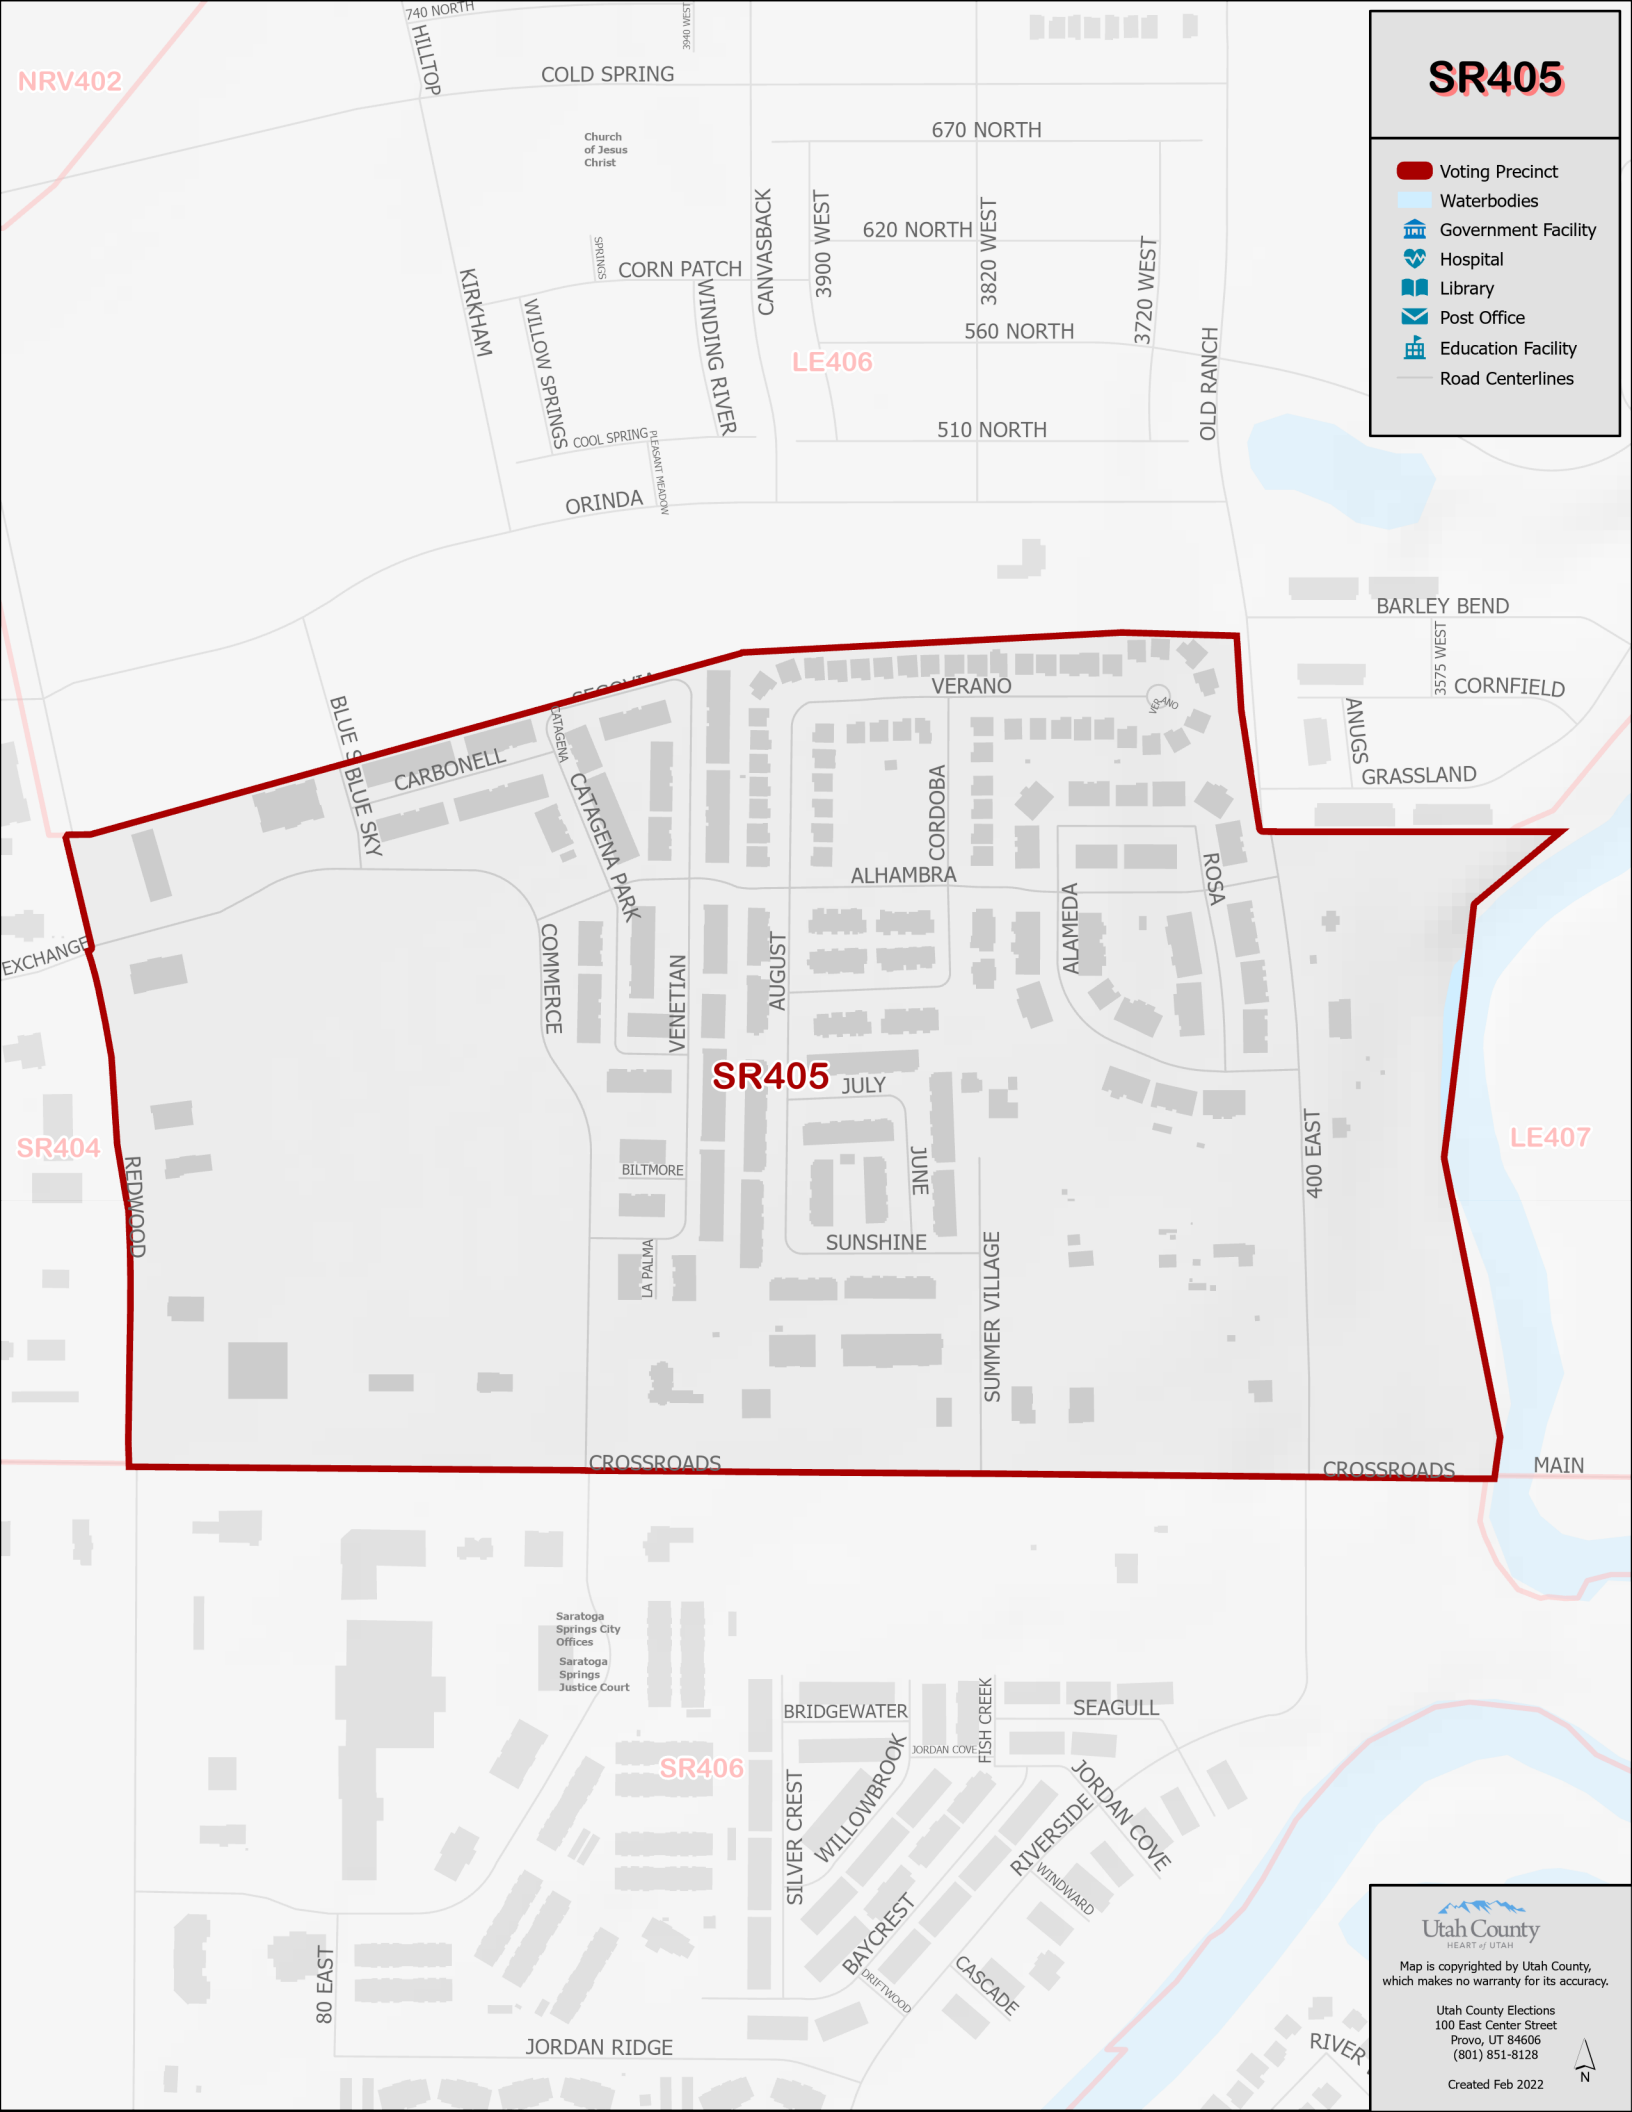 740 NORTH
HILLTOP
3940 WEST
NRV402
COLD SPRING
SR405
Church
of Jesus
Christ
670 NORTH
Voting Precinct
Waterbodies
Government Facility
Hospital
Library
Post Office
Education Facility
Road Centerlines
CANVASBACK
3900 WEST
620 NORTH
3820 WEST
3720 WEST
SPRINGS
CORN PATCH
KIRKHAM
WILLOW SPRINGS
WINDING RIVER
560 NORTH
LE406
OLD RANCH
COOL SPRING
PLEASANT MEADOW
510 NORTH
ORINDA
BARLEY BEND
3575 WEST
CORNFIELD
ANUGS
GRASSLAND
SEGOVIA
VERANO
VERANO
BLUE S
BLUE SKY
CARBONELL
CATAGENA
CATAGENA PARK
CORDOBA
ALHAMBRA
ROSA
ALAMEDA
EXCHANGE
COMMERCE
VENETIAN
AUGUST
SR405
JULY
JUNE
SR404
REDWOOD
BILTMORE
LA PALMA
SUNSHINE
SUMMER VILLAGE
400 EAST
LE407
CROSSROADS
CROSSROADS
MAIN
Saratoga
Springs City
Offices
Saratoga
Springs
Justice Court
BRIDGEWATER
FISH CREEK
SEAGULL
JORDAN COVE
SR406
SILVER CREST
WILLOWBROOK
JORDAN COVE
RIVERSIDE
WINDWARD
BAYCREST
DRIFTWOOD
CASCADE
80 EAST
JORDAN RIDGE
RIVER
Utah County
HEART of UTAH
Map is copyrighted by Utah County,
which makes no warranty for its accuracy.
Utah County Elections
100 East Center Street
Provo, UT 84606
(801) 851-8128
Created Feb 2022
N